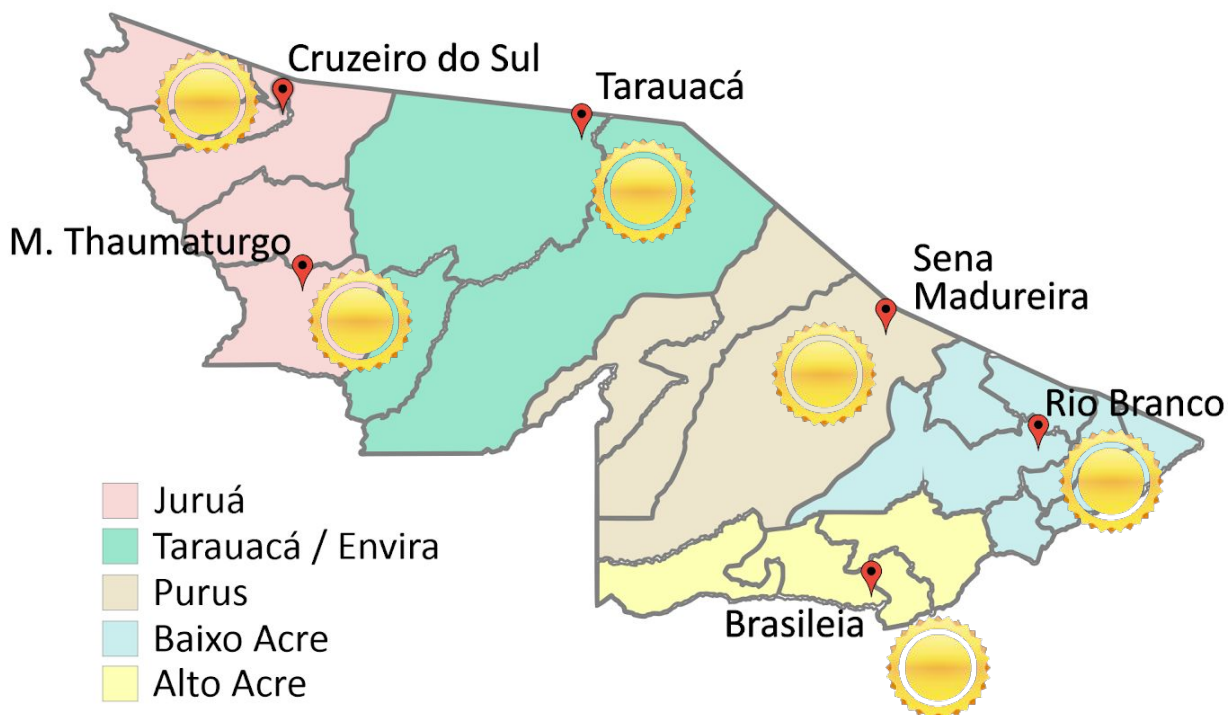 Cruzeiro do Sul
Tarauacá
M. Thaumaturgo
Sena
Madureira
Rio Branco
Brasileia
Juruá
Tarauacá / Envira
Purus
Baixo Acre
Alto Acre